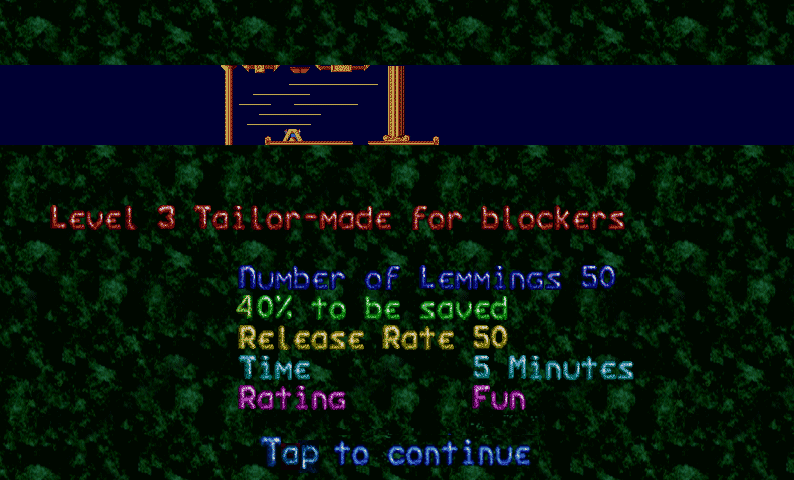 Level 3 Tailor-made for blockers
Number of Lemmings 50
40% to be saved
Release Rate 50
Time 5 Minutes
Rating Fun
Tap to continue